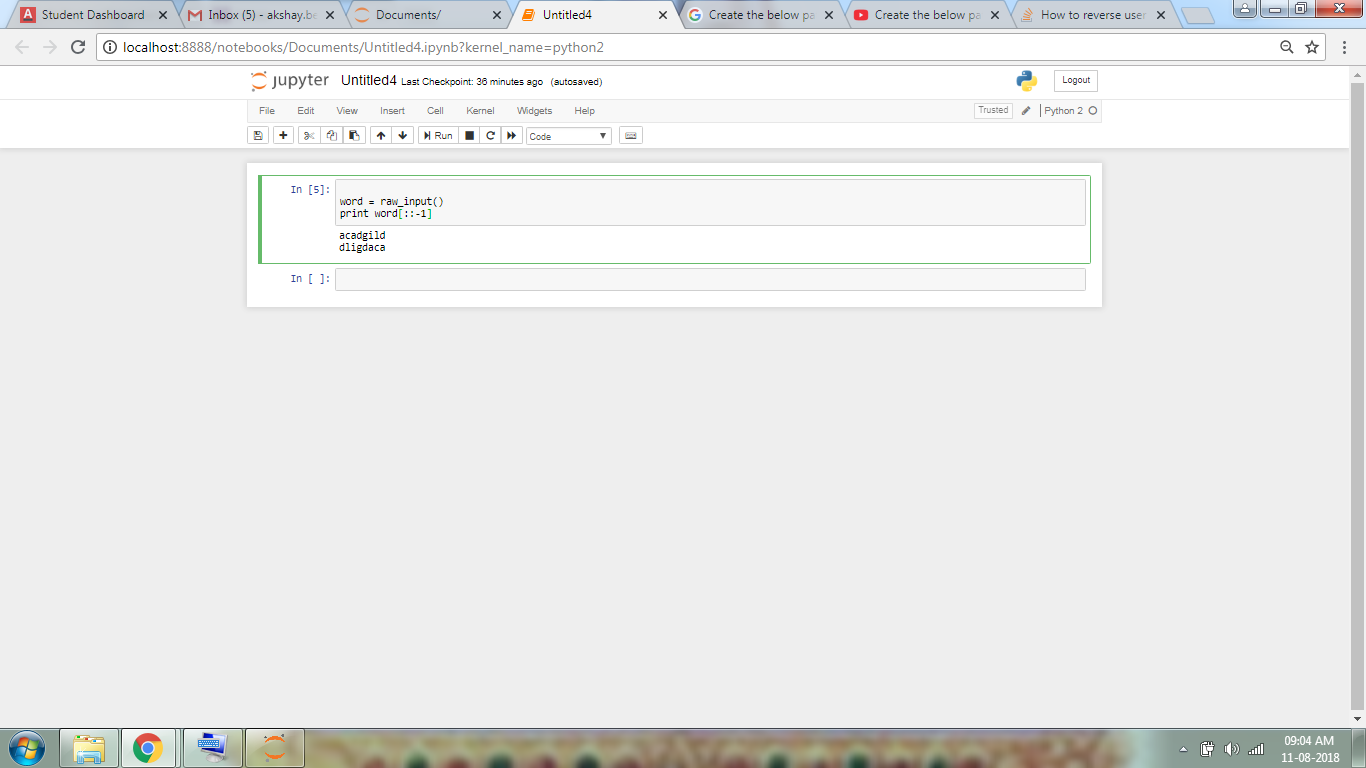 Student Dashboard
Inbox (5) - akshay.be
Documents/
Untitled4
Create the below pa
Create the below pa
How to reverse user
localhost:8888/notebooks/Documents/Untitled4.ipynb?kernel_name=python2
jupyter Untitled4 Last Checkpoint: 36 minutes ago (autosaved)
Logout
File Edit View Insert Cell Kernel Widgets Help
Trusted Python 2
Run Code
In [5]:
word = raw_input()
print word[::-1]
acadgild
dligdaca
In [ ]:
09:04 AM
11-08-2018